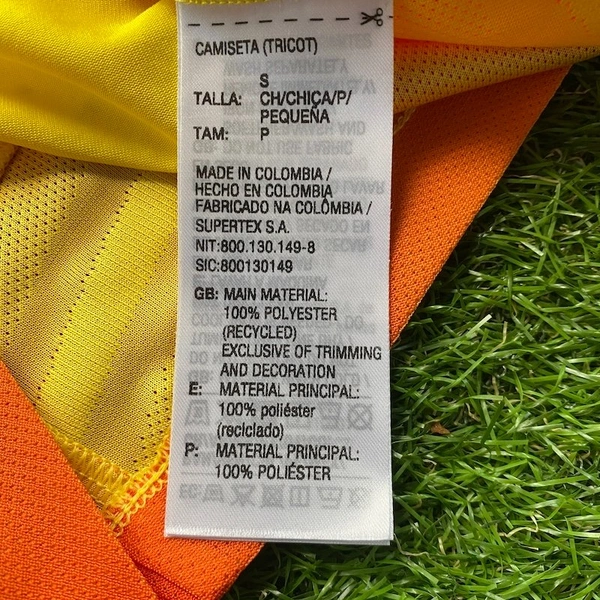 CAMISETA (TRICOT)
S
TALLA: CH/CHICA/P/
PEQUEÑA
TAM: P
MADE IN COLOMBIA /
HECHO EN COLOMBIA
FABRICADO NA COLÔMBIA /
SUPERTEX S.A.
NIT:800.130.149-8
SIC:800130149
GB: MAIN MATERIAL:
100% POLYESTER
(RECYCLED)
EXCLUSIVE OF TRIMMING
AND DECORATION
E: MATERIAL PRINCIPAL:
100% poliéster
(reciclado)
P: MATERIAL PRINCIPAL:
100% POLIÉSTER